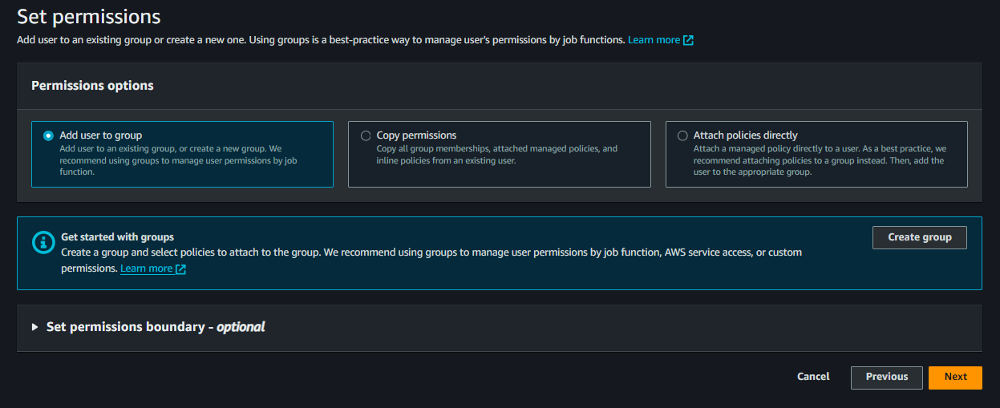 Set permissions
Add user to an existing group or create a new one. Using groups is a best-practice way to manage user's permissions by job functions. Learn more
Permissions options
Add user to group
Add user to an existing group, or create a new group. We
recommend using groups to manage user permissions by job
function.
Copy permissions
Copy all group memberships, attached managed policies, and
inline policies from an existing user.
Attach policies directly
Attach a managed policy directly to a user. As a best practice, we
recommend attaching policies to a group instead. Then, add the
user to the appropriate group.
Get started with groups
Create a group and select policies to attach to the group. We recommend using groups to manage user permissions by job function, AWS service access, or custom
permissions. Learn more
Create group
Set permissions boundary - optional
Cancel
Previous
Next